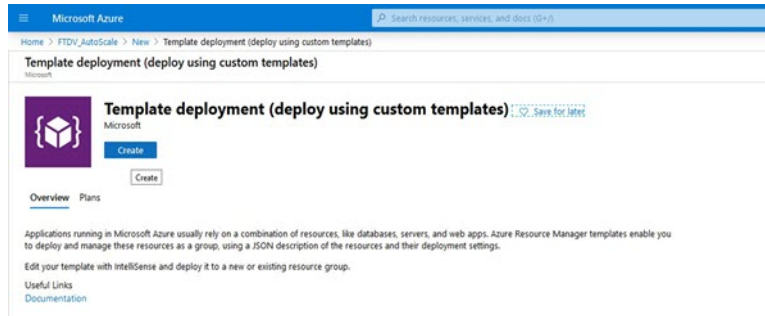 Microsoft Azure
Search resources, services, and docs (G+/)
Home > FTDV_AutoScale > New > Template deployment (deploy using custom templates)
Template deployment (deploy using custom templates)
Microsoft
Template deployment (deploy using custom templates)
Save for later
Microsoft
Create
Create
Overview
Plans
Applications running in Microsoft Azure usually rely on a combination of resources, like databases, servers, and web apps. Azure Resource Manager templates enable you
to deploy and manage these resources as a group, using a JSON description of the resources and their deployment settings.
Edit your template with IntelliSense and deploy it to a new or existing resource group.
Useful Links
Documentation